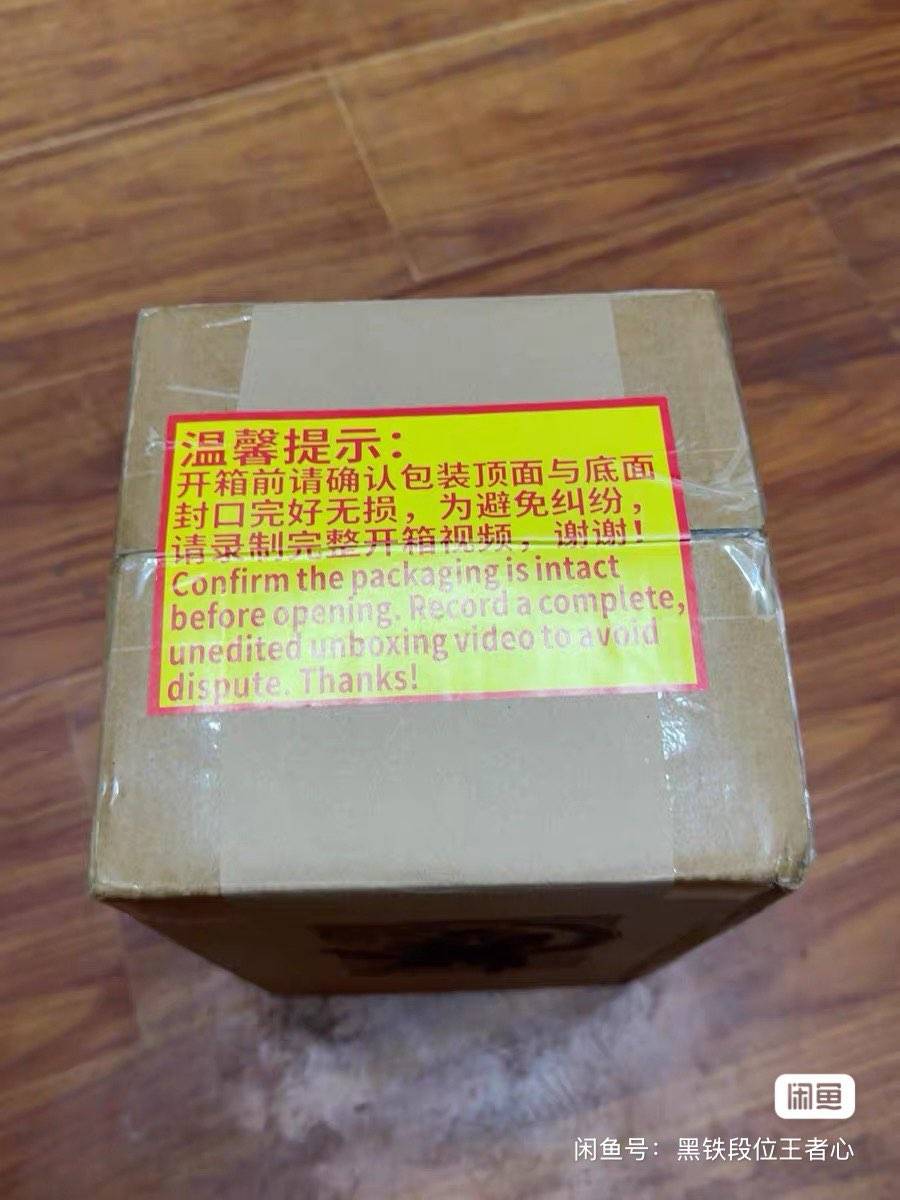 温馨提示：
开箱前请确认包装顶面与底面
封口完好无损，为避免纠纷，
请录制完整开箱视频，谢谢！
Confirm the packaging is intact
before opening. Record a complete,
unedited unboxing video to avoid
dispute. Thanks!
闲鱼
闲鱼号：黑铁段位王者心